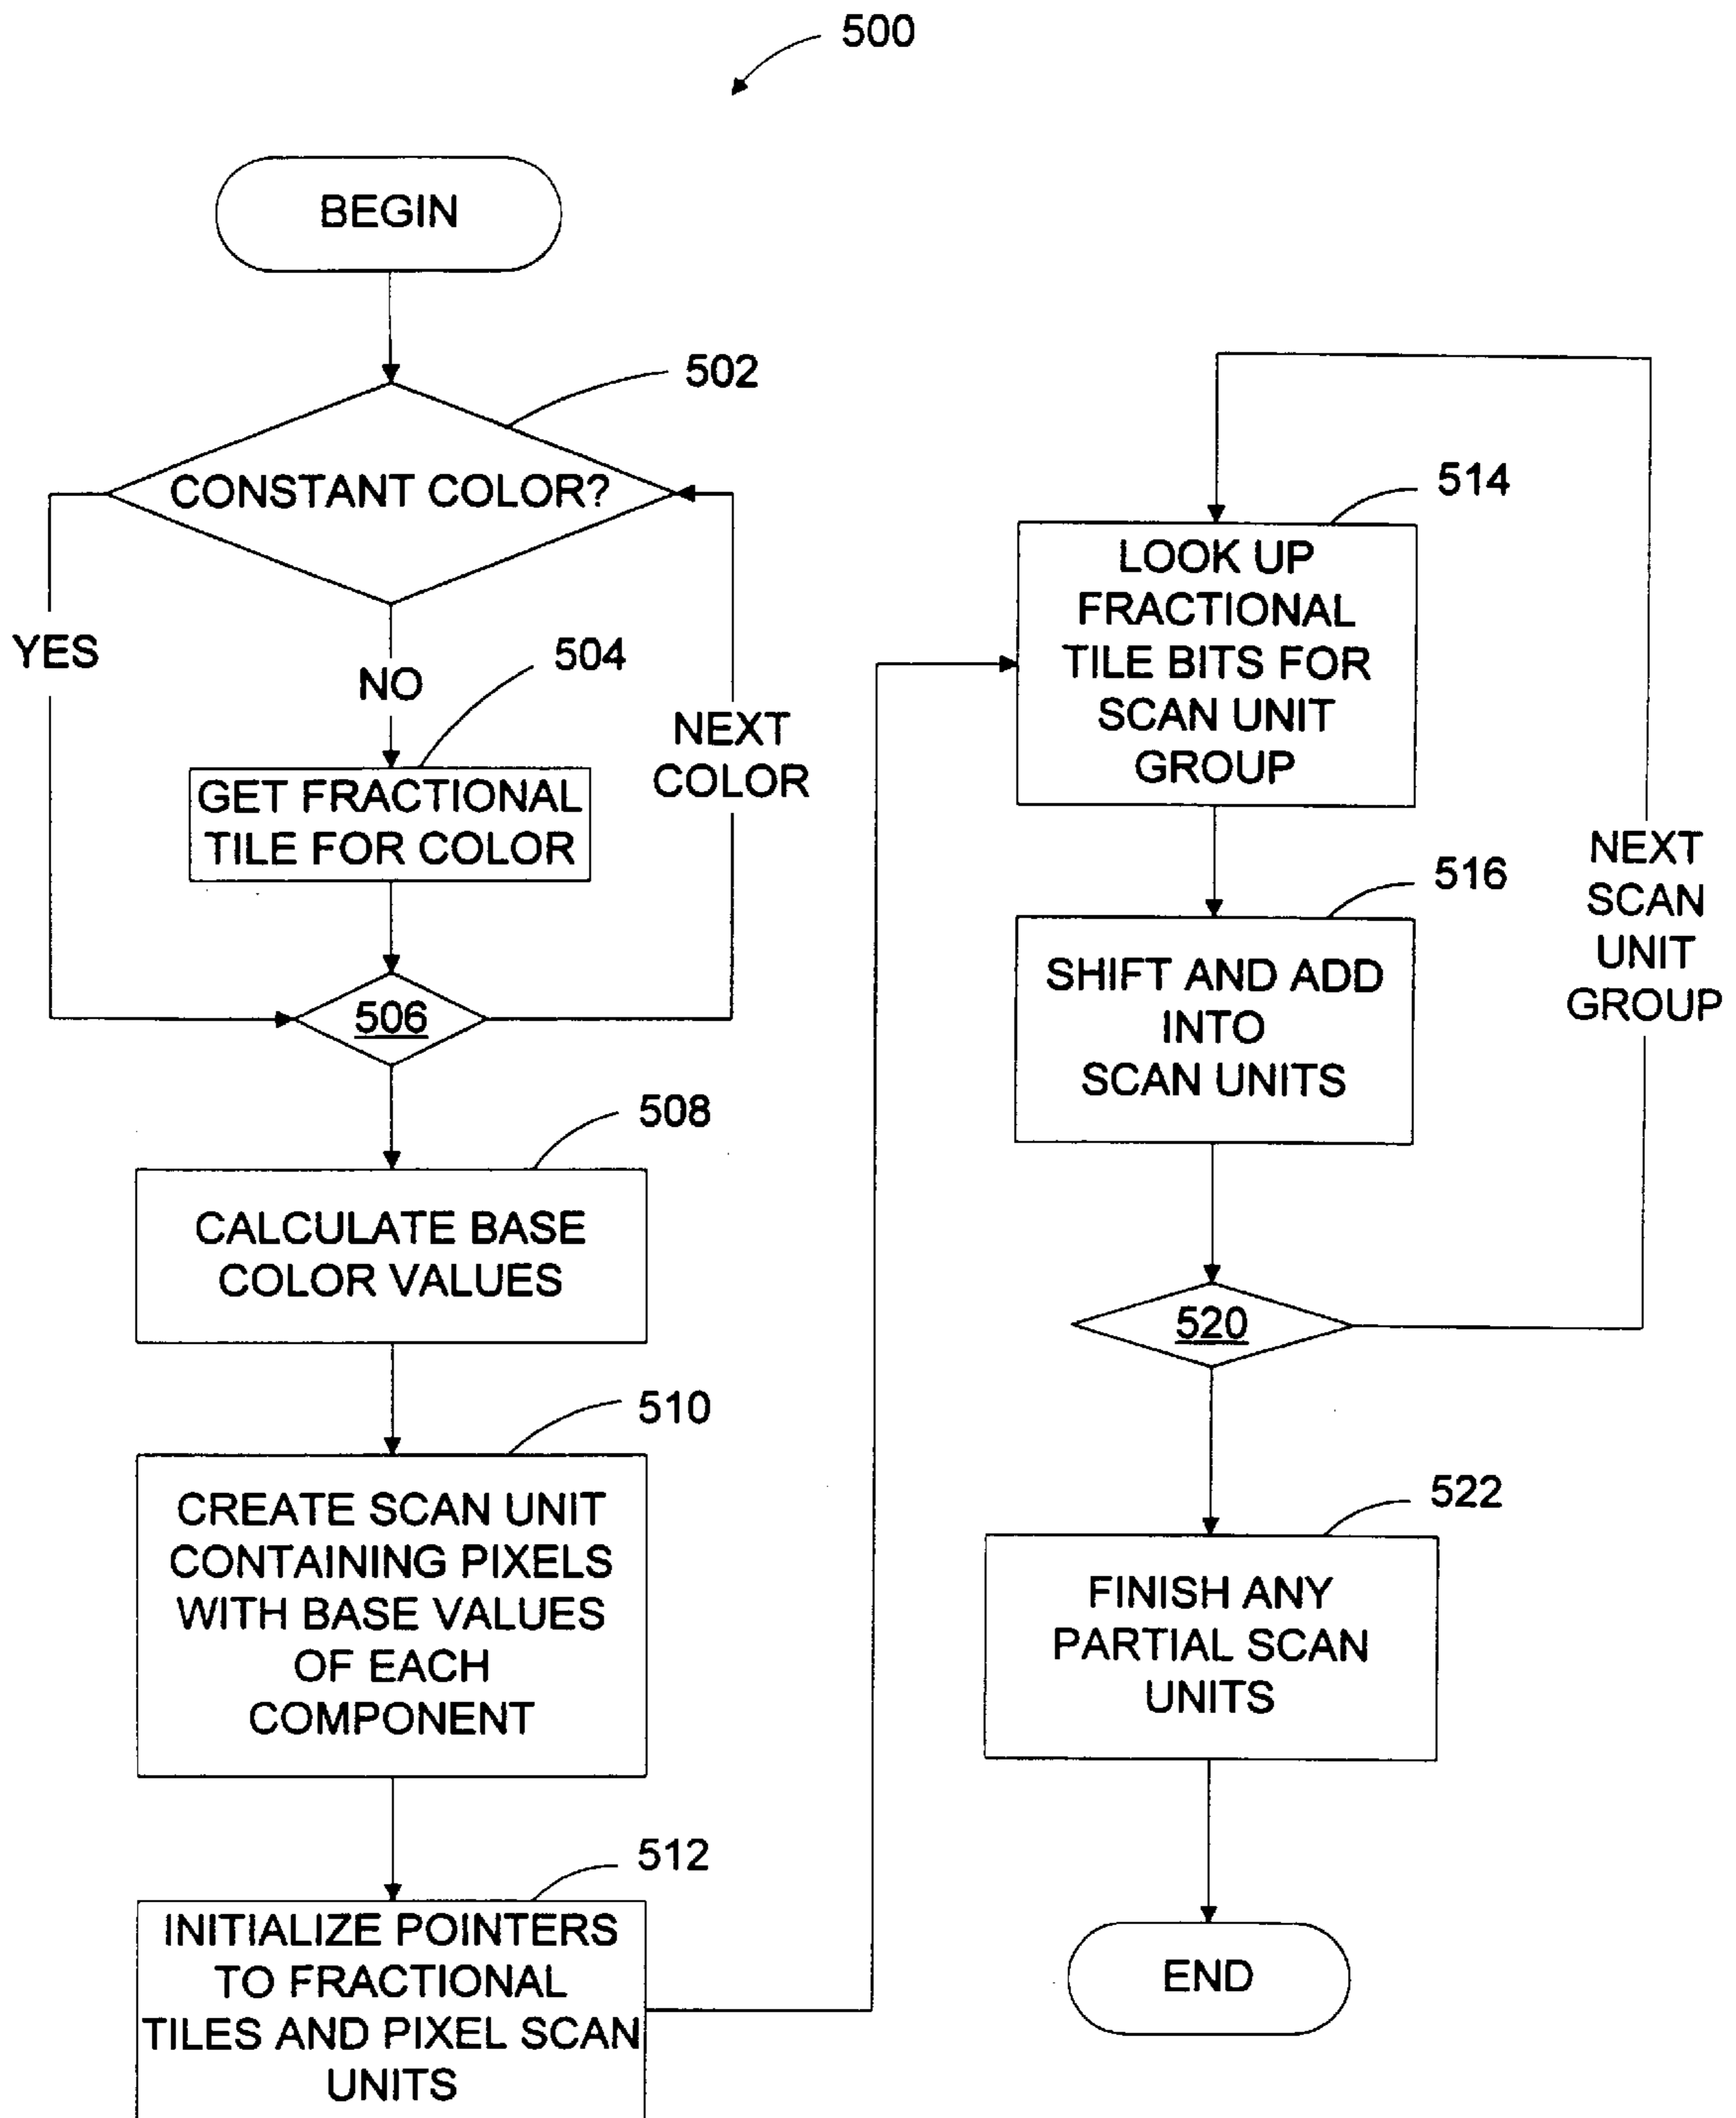 500
BEGIN
502
CONSTANT COLOR?
YES
NO
504
GET FRACTIONAL
TILE FOR COLOR
NEXT
COLOR
506
508
CALCULATE BASE
COLOR VALUES
510
CREATE SCAN UNIT
CONTAINING PIXELS
WITH BASE VALUES
OF EACH
COMPONENT
512
INITIALIZE POINTERS
TO FRACTIONAL
TILES AND PIXEL SCAN
UNITS
514
LOOK UP
FRACTIONAL
TILE BITS FOR
SCAN UNIT
GROUP
516
SHIFT AND ADD
INTO
SCAN UNITS
NEXT
SCAN
UNIT
GROUP
520
522
FINISH ANY
PARTIAL SCAN
UNITS
END